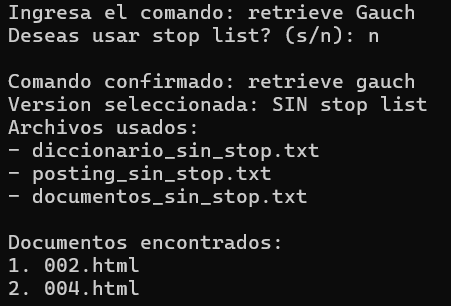 Ingresa el comando: retrieve Gauch
Deseas usar stop list? (s/n): n
Comando confirmado: retrieve gauch
Version seleccionada: SIN stop list
Archivos usados:
- diccionario_sin_stop.txt
- posting_sin_stop.txt
- documentos_sin_stop.txt
Documentos encontrados:
1. 002.html
2. 004.html